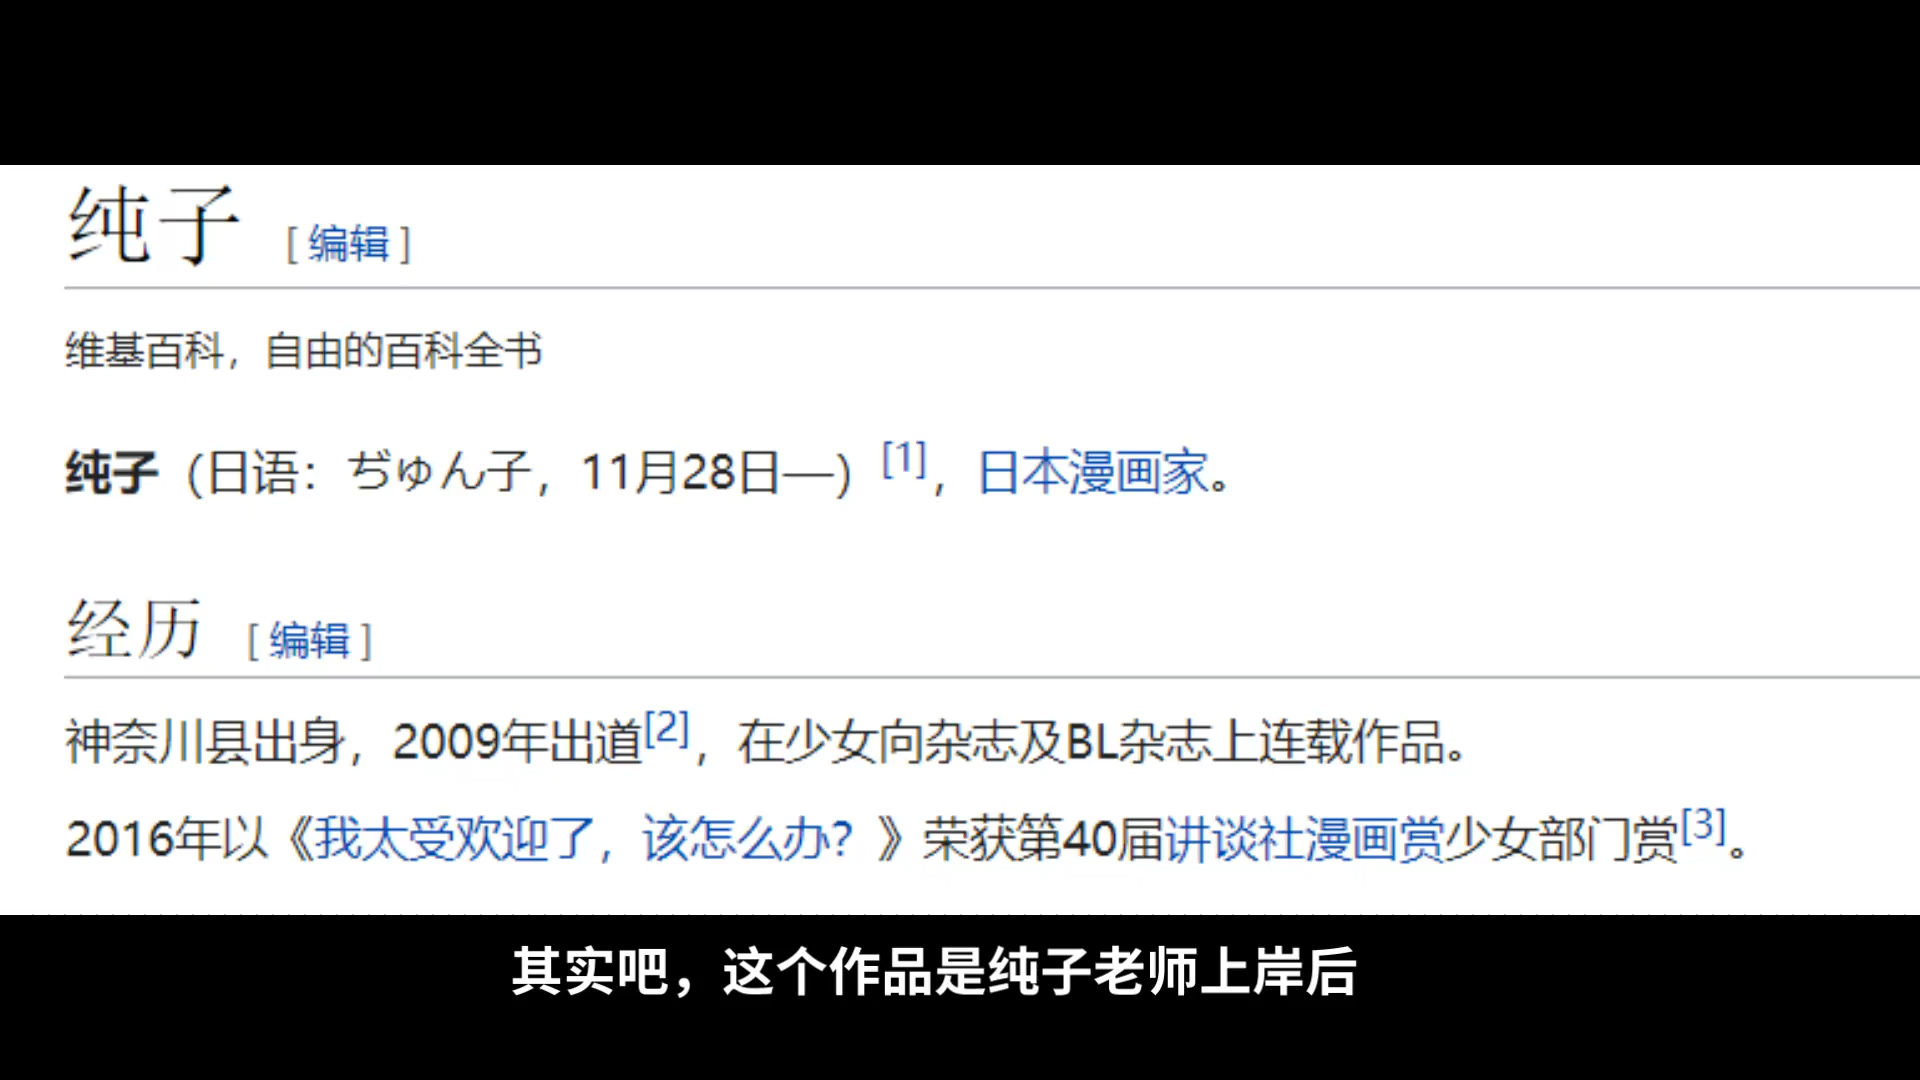 纯子 [编辑]
维基百科，自由的百科全书
纯子（日语：ぢゅん子，11月28日—）[1]，日本漫画家。
经历 [编辑]
神奈川县出身，2009年出道[2]，在少女向杂志及BL杂志上连载作品。
2016年以《我太受欢迎了，该怎么办？》荣获第40届讲谈社漫画赏少女部门赏[3]。
其实吧，这个作品是纯子老师上岸后